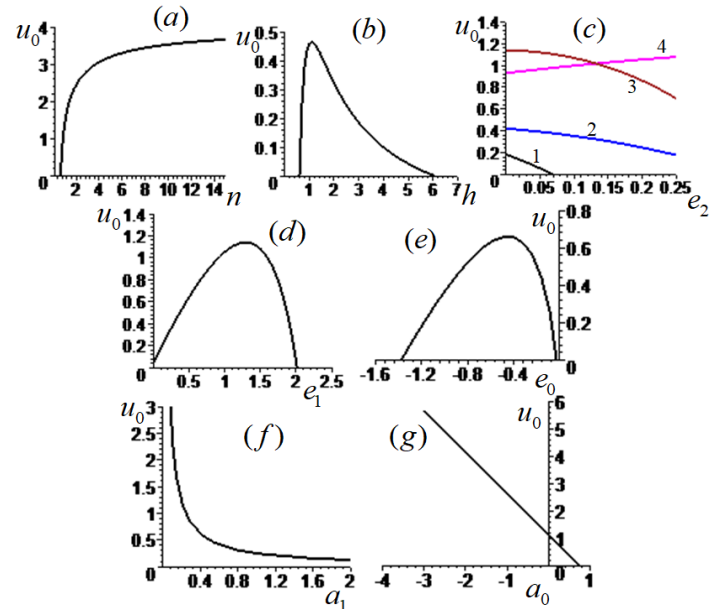 (a) (b) (c)
u0 4 3 2 1 0
2 4 6 8 10 14 n
u0 0.5 0.4 0.3 0.2 0.1 0
1 2 3 4 5 6 7 h
u0 1.4 1.2 1 0.8 0.6 0.4 0.2 0
1 2 3 4
0.05 0.1 0.15 0.2 0.25 e2
(d) (e)
u0 1.4 1.2 1 0.8 0.6 0.4 0.2 0
0.5 1 1.5 2 2.5 e1
u0 0.8 0.6 0.4 0.2 0
-1.6 -1.2 -0.8 -0.4 e0
(f) (g)
u0 3 2.5 2 1.5 1 0.5 0
0.4 0.8 1.2 1.6 2 a1
u0 6 5 4 3 2 1 0
-4 -3 -2 -1 1 a0